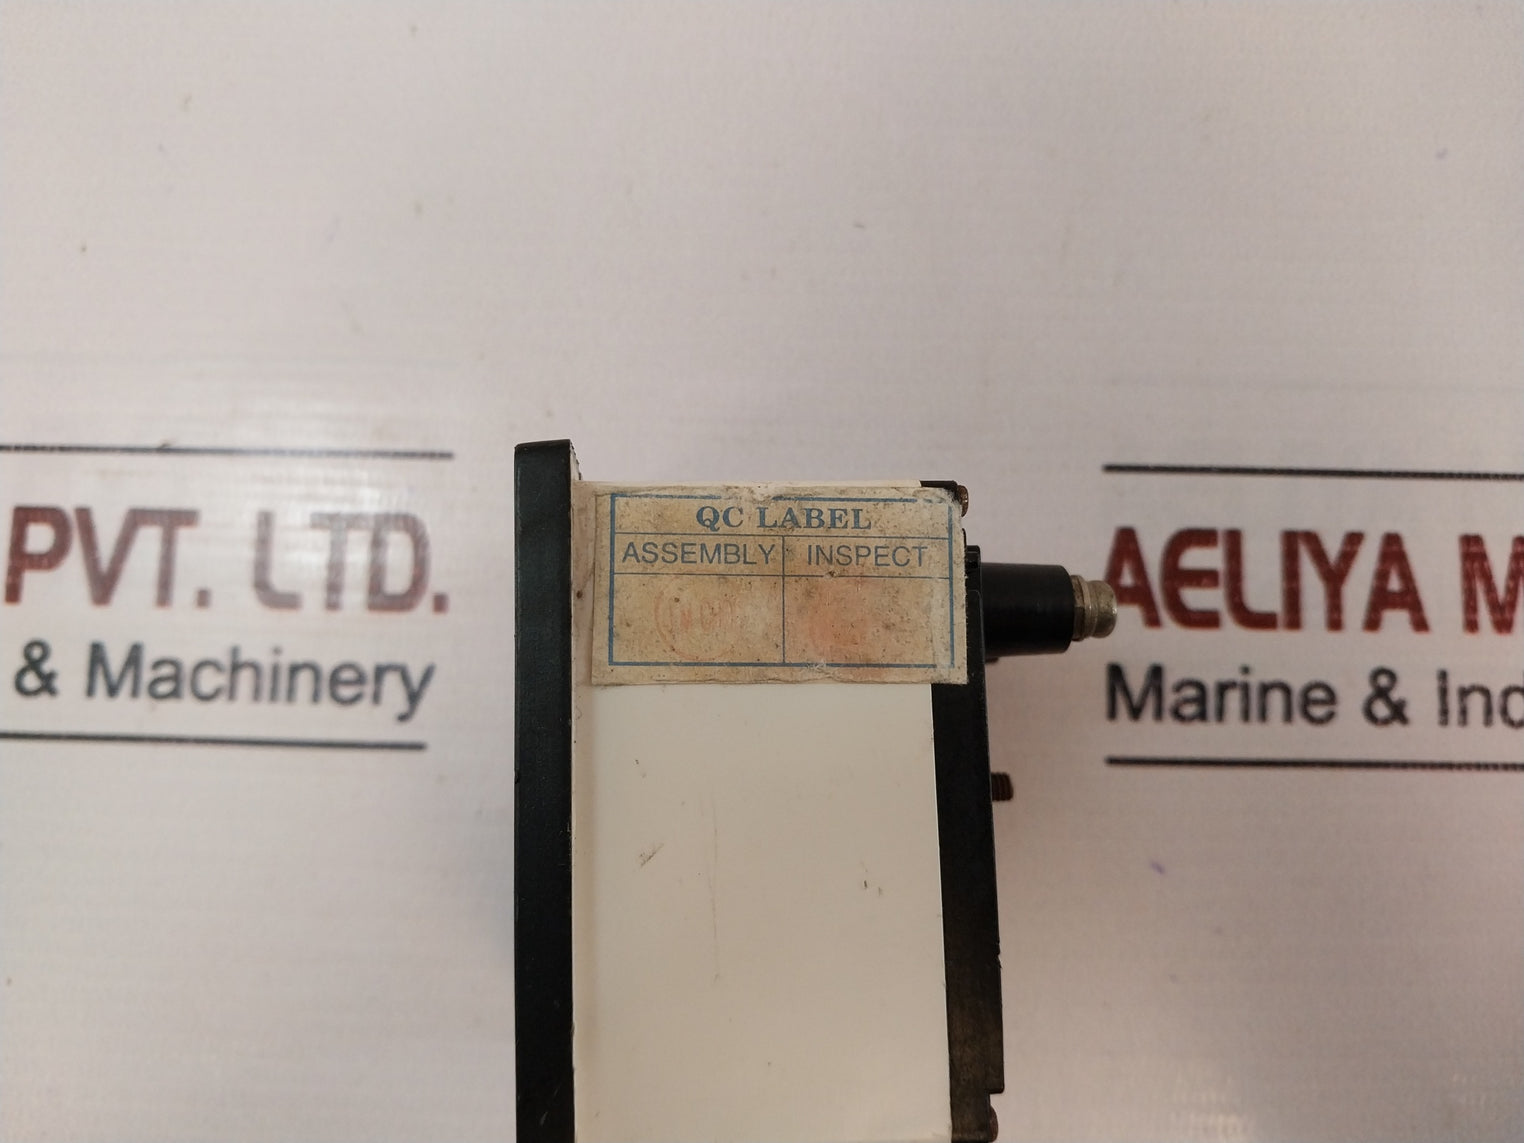 PVT. LTD.
& Machinery
QC LABEL
ASSEMBLY INSPECT
AELIYA M
Marine & Ind